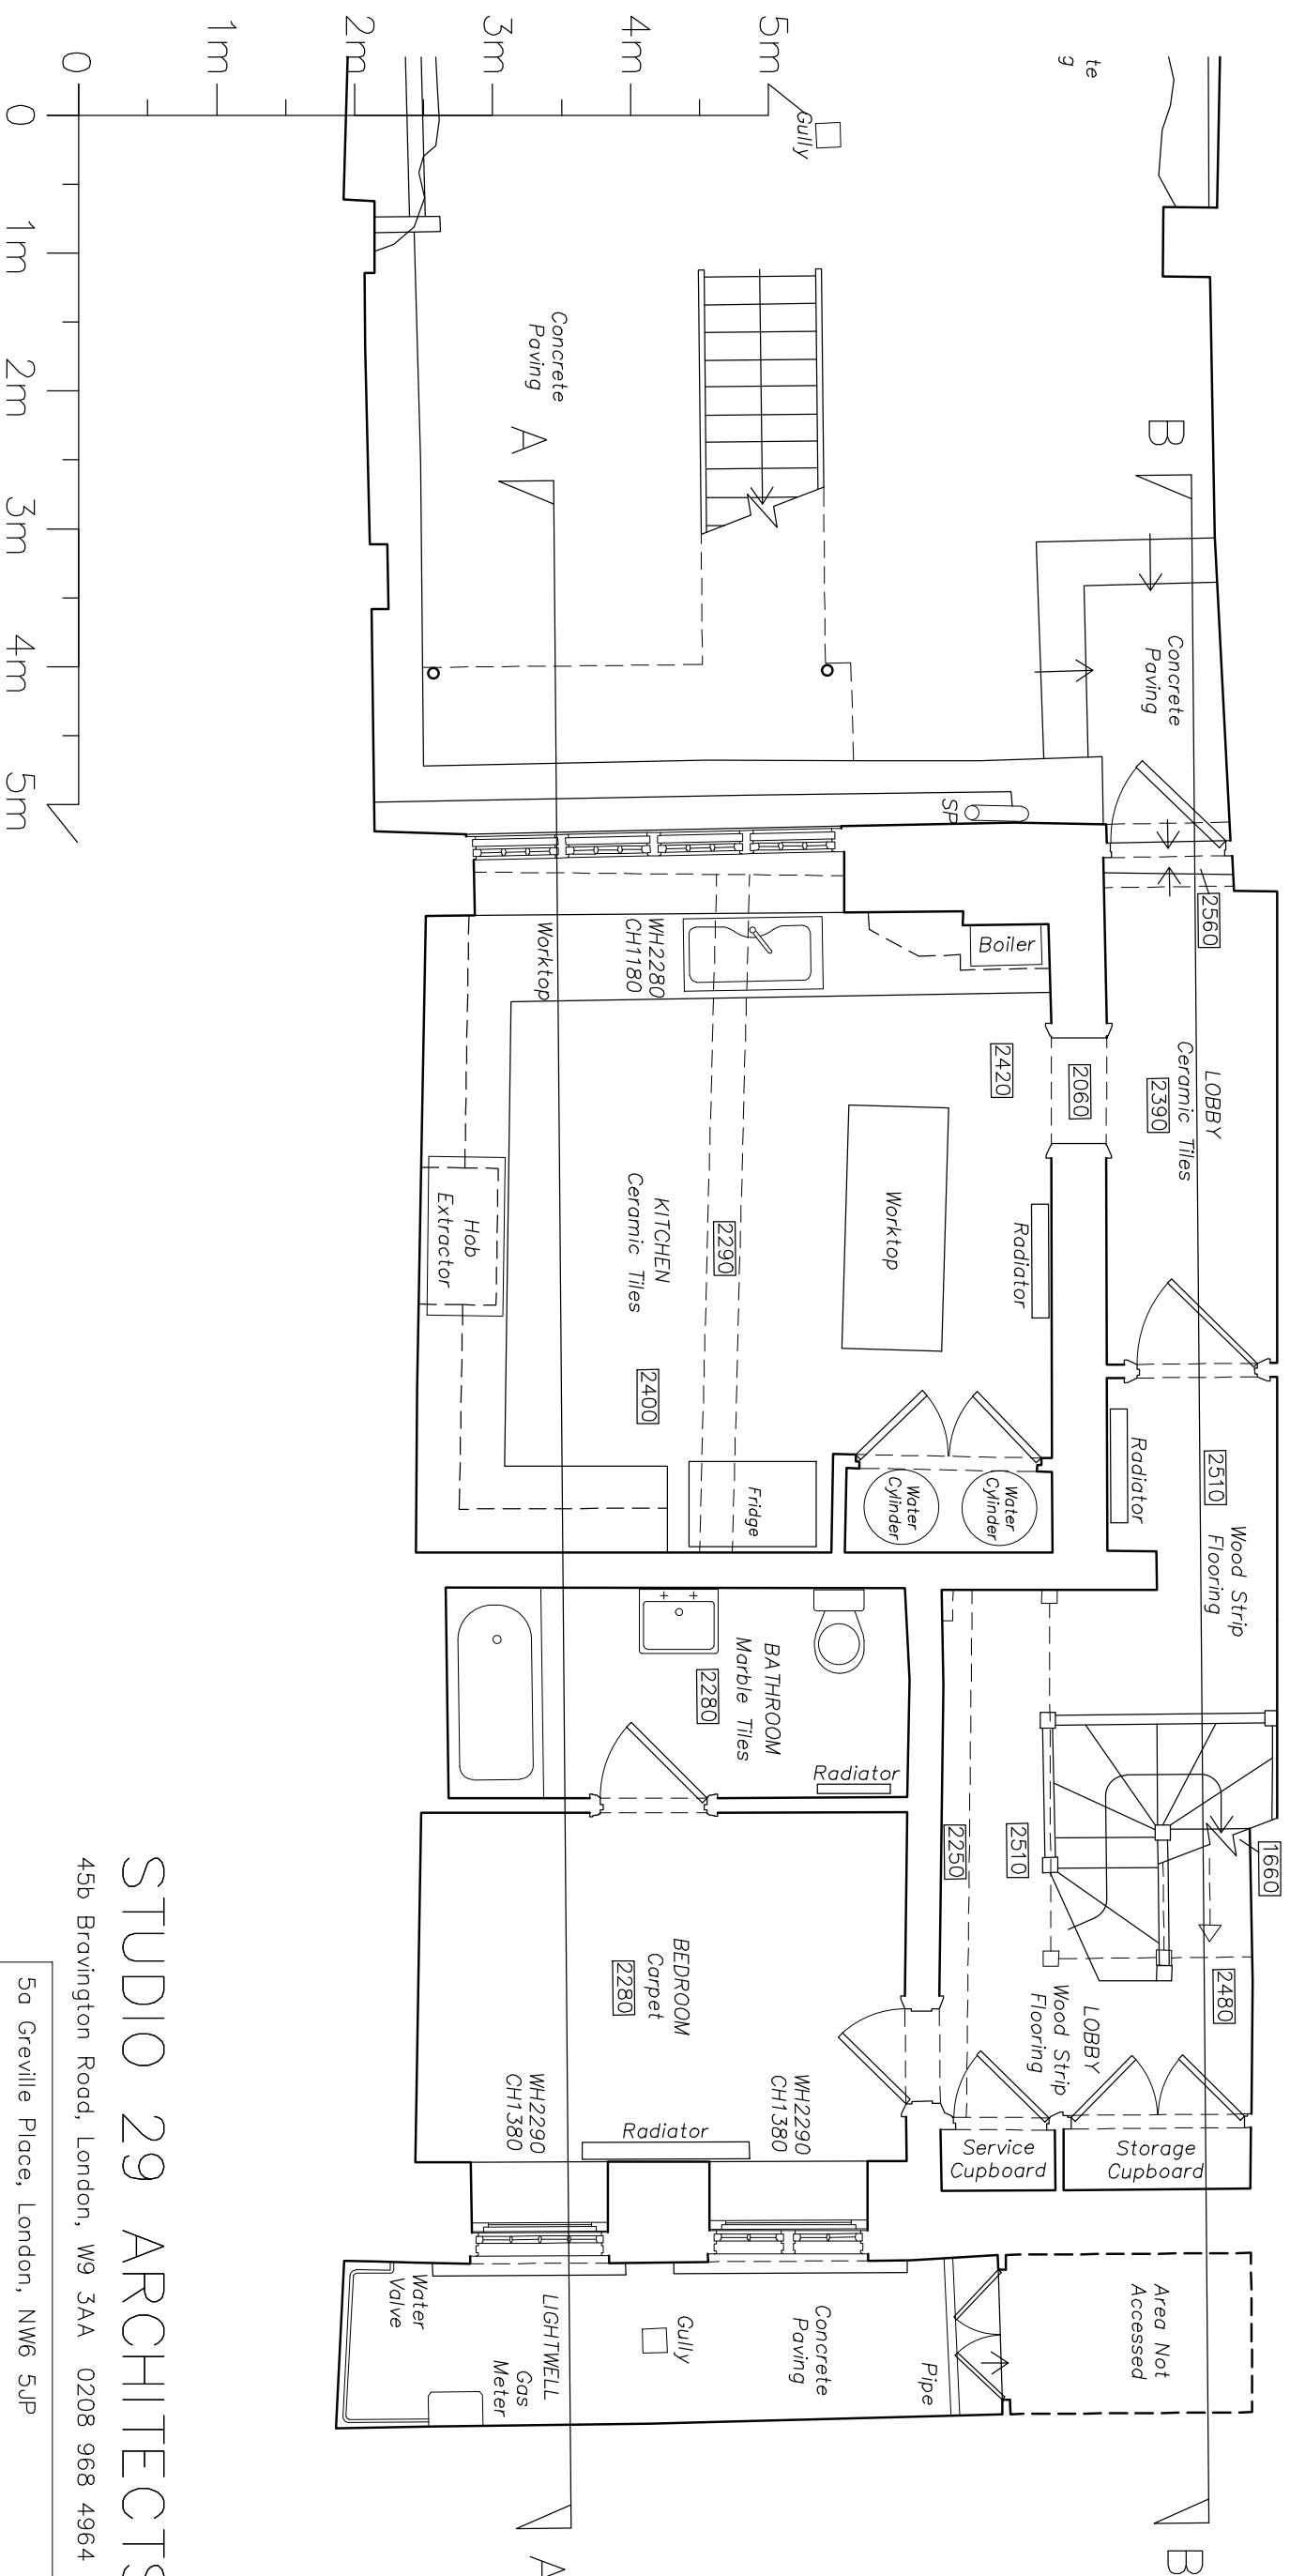 te
g
Gully
5m
4m
3m
2m
1m
0
0
1m
2m
3m
4m
5m
Concrete
Paving
A
B
Concrete
Paving
SP
2560
Boiler
WH2280
CH1180
Worktop
LOBBY
Ceramic Tiles
2390
2060
2420
Worktop
Radiator
KITCHEN
Ceramic Tiles
2290
2400
Hob
Extractor
Fridge
Water
Cylinder
Water
Cylinder
Radiator
2510
Wood Strip
Flooring
BATHROOM
Marble Tiles
2280
Radiator
2250
2510
1660
2480
LOBBY
Wood Strip
Flooring
BEDROOM
Carpet
2280
WH2290
CH1380
WH2290
CH1380
Radiator
Service
Cupboard
Storage
Cupboard
Area Not
Accessed
Pipe
Concrete
Paving
Gully
LIGHTWELL
Gas
Meter
Water
Valve
A
B
STUDIO 29 ARCHITECTS
45b Bravington Road, London, W9 3AA 0208 968 4964
5a Greville Place, London, NW6 5JP